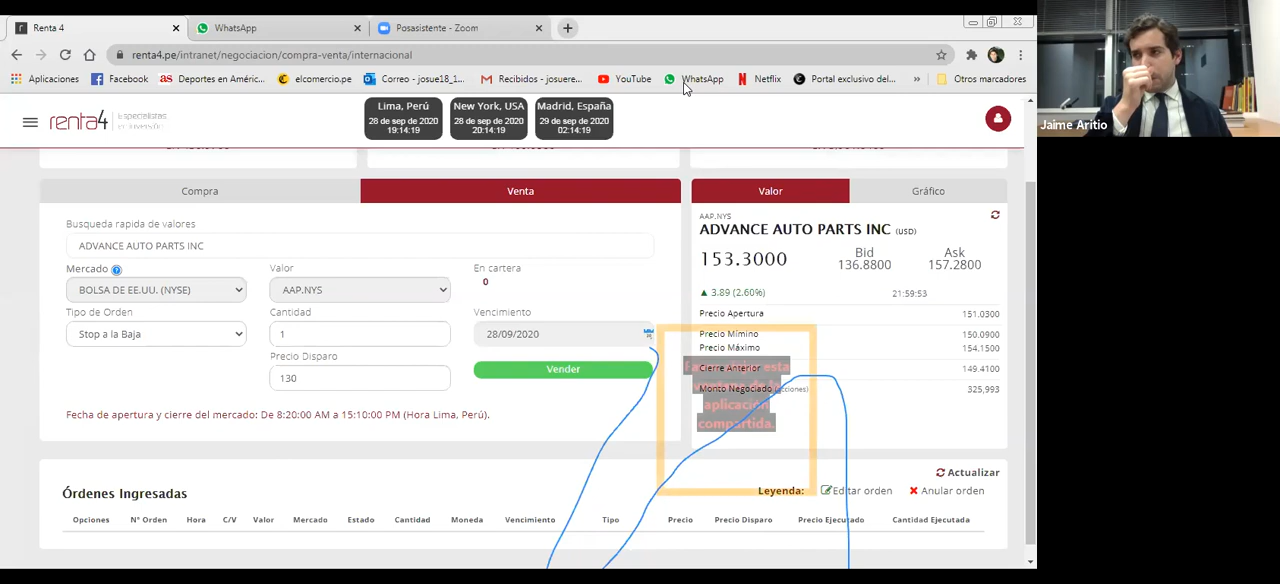 Renta 4
WhatsApp
Posasistente - Zoom
renta4.pe/intranet/negociacion/compra-venta/internacional
Aplicaciones
Facebook
as Deportes en Améric...
elcomercio.pe
Correo - josue18_1...
Recibidos - josuere...
YouTube
WhatsApp
Netflix
Portal exclusivo del...
»
Otros marcadores
renta4
Especialistas en inversión
Lima, Perú
28 de sep de 2020
19:14:19
New York, USA
28 de sep de 2020
20:14:19
Madrid, España
29 de sep de 2020
02:14:19
Jaime Aritio
Compra
Venta
Valor
Gráfico
Busqueda rapida de valores
ADVANCE AUTO PARTS INC
Mercado
BOLSA DE EE.UU. (NYSE)
Valor
AAP.NYS
En cartera
0
Tipo de Orden
Stop a la Baja
Cantidad
1
Vencimiento
28/09/2020
Precio Disparo
130
Vender
Fecha de apertura y cierre del mercado: De 8:20:00 AM a 15:10:00 PM (Hora Lima, Perú).
AAP.NYS
ADVANCE AUTO PARTS INC (USD)
153.3000
Bid
136.8800
Ask
157.2800
▲ 3.89 (2.60%)
21:59:53
Precio Apertura 151.0300
Precio Mímino 150.0900
Precio Máximo 154.1500
Cierre Anterior 149.4100
Monto Negociado (acciones) 325,993
esta
aplicación
compartida.
Actualizar
Órdenes Ingresadas
Leyenda: Editar orden Anular orden
Opciones N° Orden Hora C/V Valor Mercado Estado Cantidad Moneda Vencimiento Tipo Precio Precio Disparo Precio Ejecutado Cantidad Ejecutada